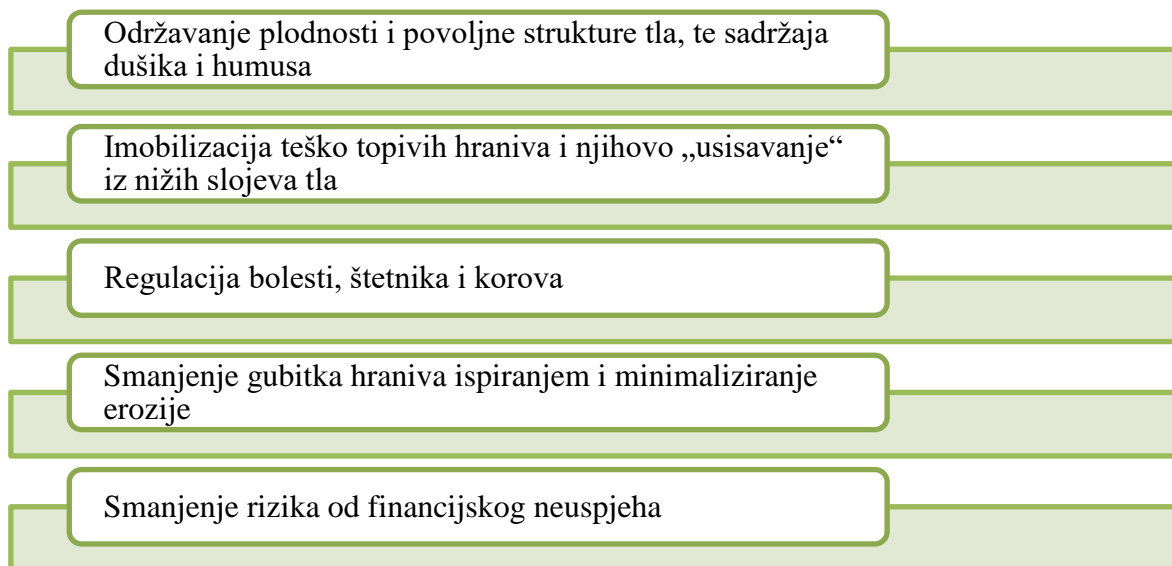 Održavanje plodnosti i povoljne strukture tla, te sadržaja
dušika i humusa
Imobilizacija teško topivih hraniva i njihovo „usisavanje“
iz nižih slojeva tla
Regulacija bolesti, štetnika i korova
Smanjenje gubitka hraniva ispiranjem i minimaliziranje
erozije
Smanjenje rizika od financijskog neuspjeha